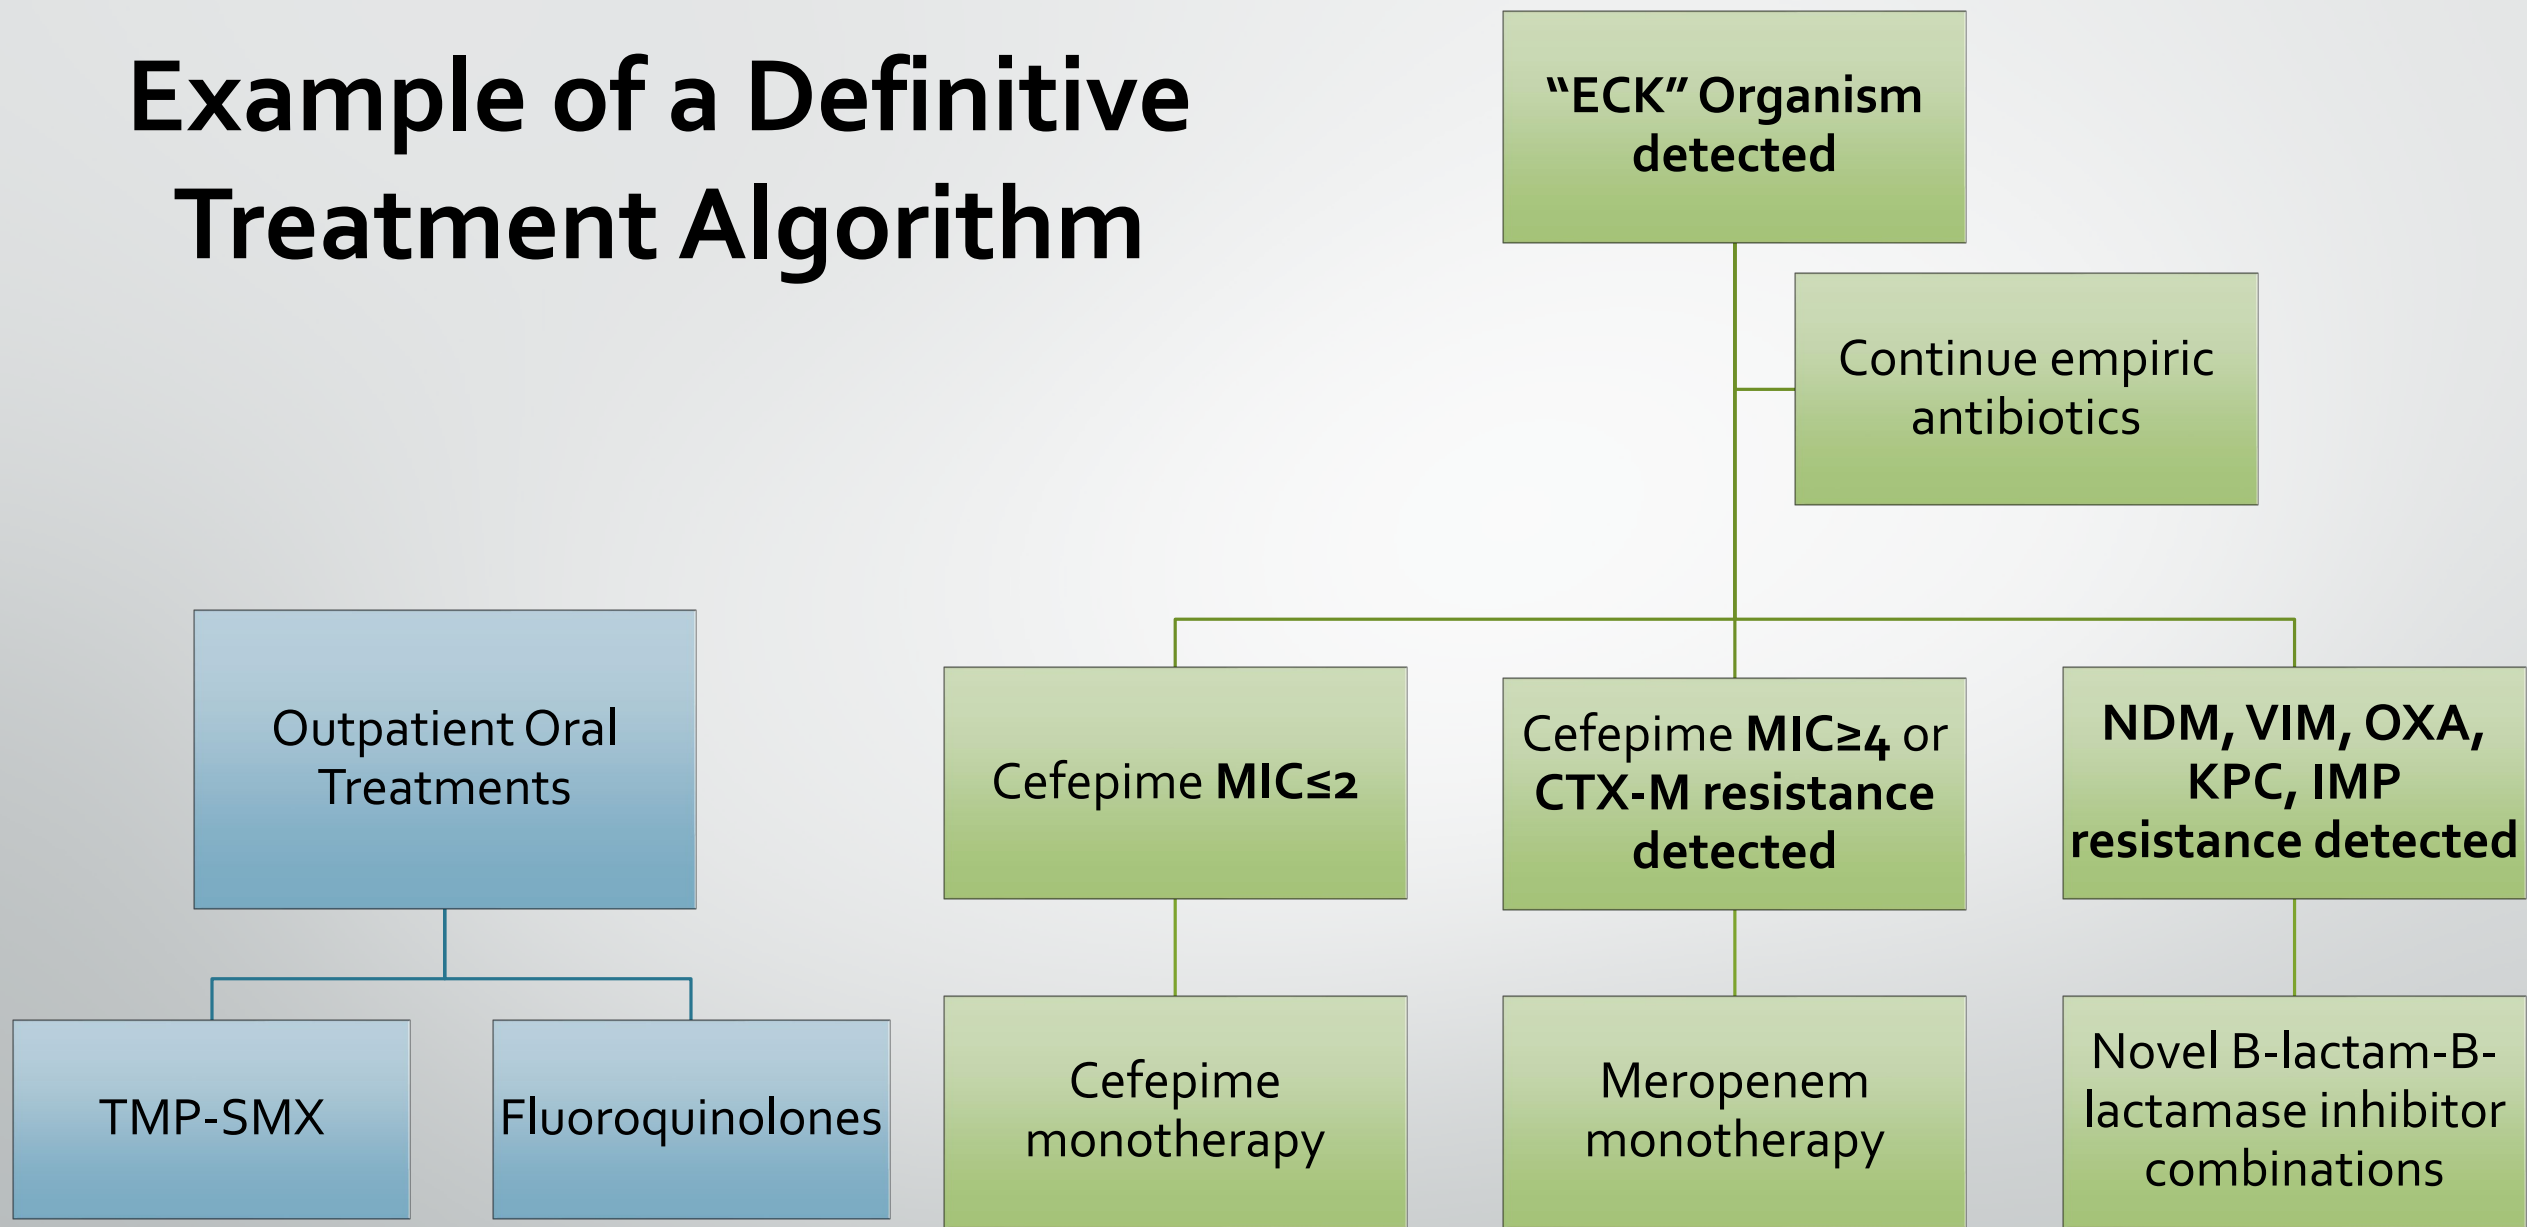 Example of a Definitive
Treatment Algorithm
“ECK” Organism
detected
Continue empiric
antibiotics
Outpatient Oral
Treatments
TMP-SMX
Fluoroquinolones
Cefepime MIC≤2
Cefepime
monotherapy
Cefepime MIC≥4 or
CTX-M resistance
detected
Meropenem
monotherapy
NDM, VIM, OXA,
KPC, IMP
resistance detected
Novel B-lactam-B-
lactamase inhibitor
combinations